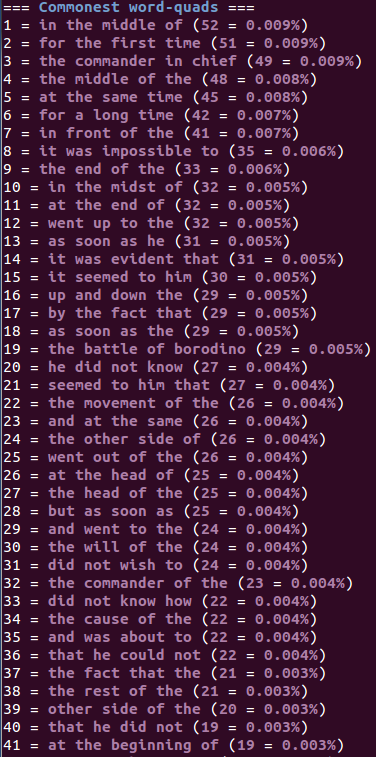 === Commonest word-quads ===
1 = in the middle of (52 = 0.009%)
2 = for the first time (51 = 0.009%)
3 = the commander in chief (49 = 0.009%)
4 = the middle of the (48 = 0.008%)
5 = at the same time (45 = 0.008%)
6 = for a long time (42 = 0.007%)
7 = in front of the (41 = 0.007%)
8 = it was impossible to (35 = 0.006%)
9 = the end of the (33 = 0.006%)
10 = in the midst of (32 = 0.005%)
11 = at the end of (32 = 0.005%)
12 = went up to the (32 = 0.005%)
13 = as soon as he (31 = 0.005%)
14 = it was evident that (31 = 0.005%)
15 = it seemed to him (30 = 0.005%)
16 = up and down the (29 = 0.005%)
17 = by the fact that (29 = 0.005%)
18 = as soon as the (29 = 0.005%)
19 = the battle of borodino (29 = 0.005%)
20 = he did not know (27 = 0.004%)
21 = seemed to him that (27 = 0.004%)
22 = the movement of the (26 = 0.004%)
23 = and at the same (26 = 0.004%)
24 = the other side of (26 = 0.004%)
25 = went out of the (26 = 0.004%)
26 = at the head of (25 = 0.004%)
27 = the head of the (25 = 0.004%)
28 = but as soon as (25 = 0.004%)
29 = and went to the (24 = 0.004%)
30 = the will of the (24 = 0.004%)
31 = did not wish to (24 = 0.004%)
32 = the commander of the (23 = 0.004%)
33 = did not know how (22 = 0.004%)
34 = the cause of the (22 = 0.004%)
35 = and was about to (22 = 0.004%)
36 = that he could not (22 = 0.004%)
37 = the fact that the (21 = 0.003%)
38 = the rest of the (21 = 0.003%)
39 = other side of the (20 = 0.003%)
40 = that he did not (19 = 0.003%)
41 = at the beginning of (19 = 0.003%)